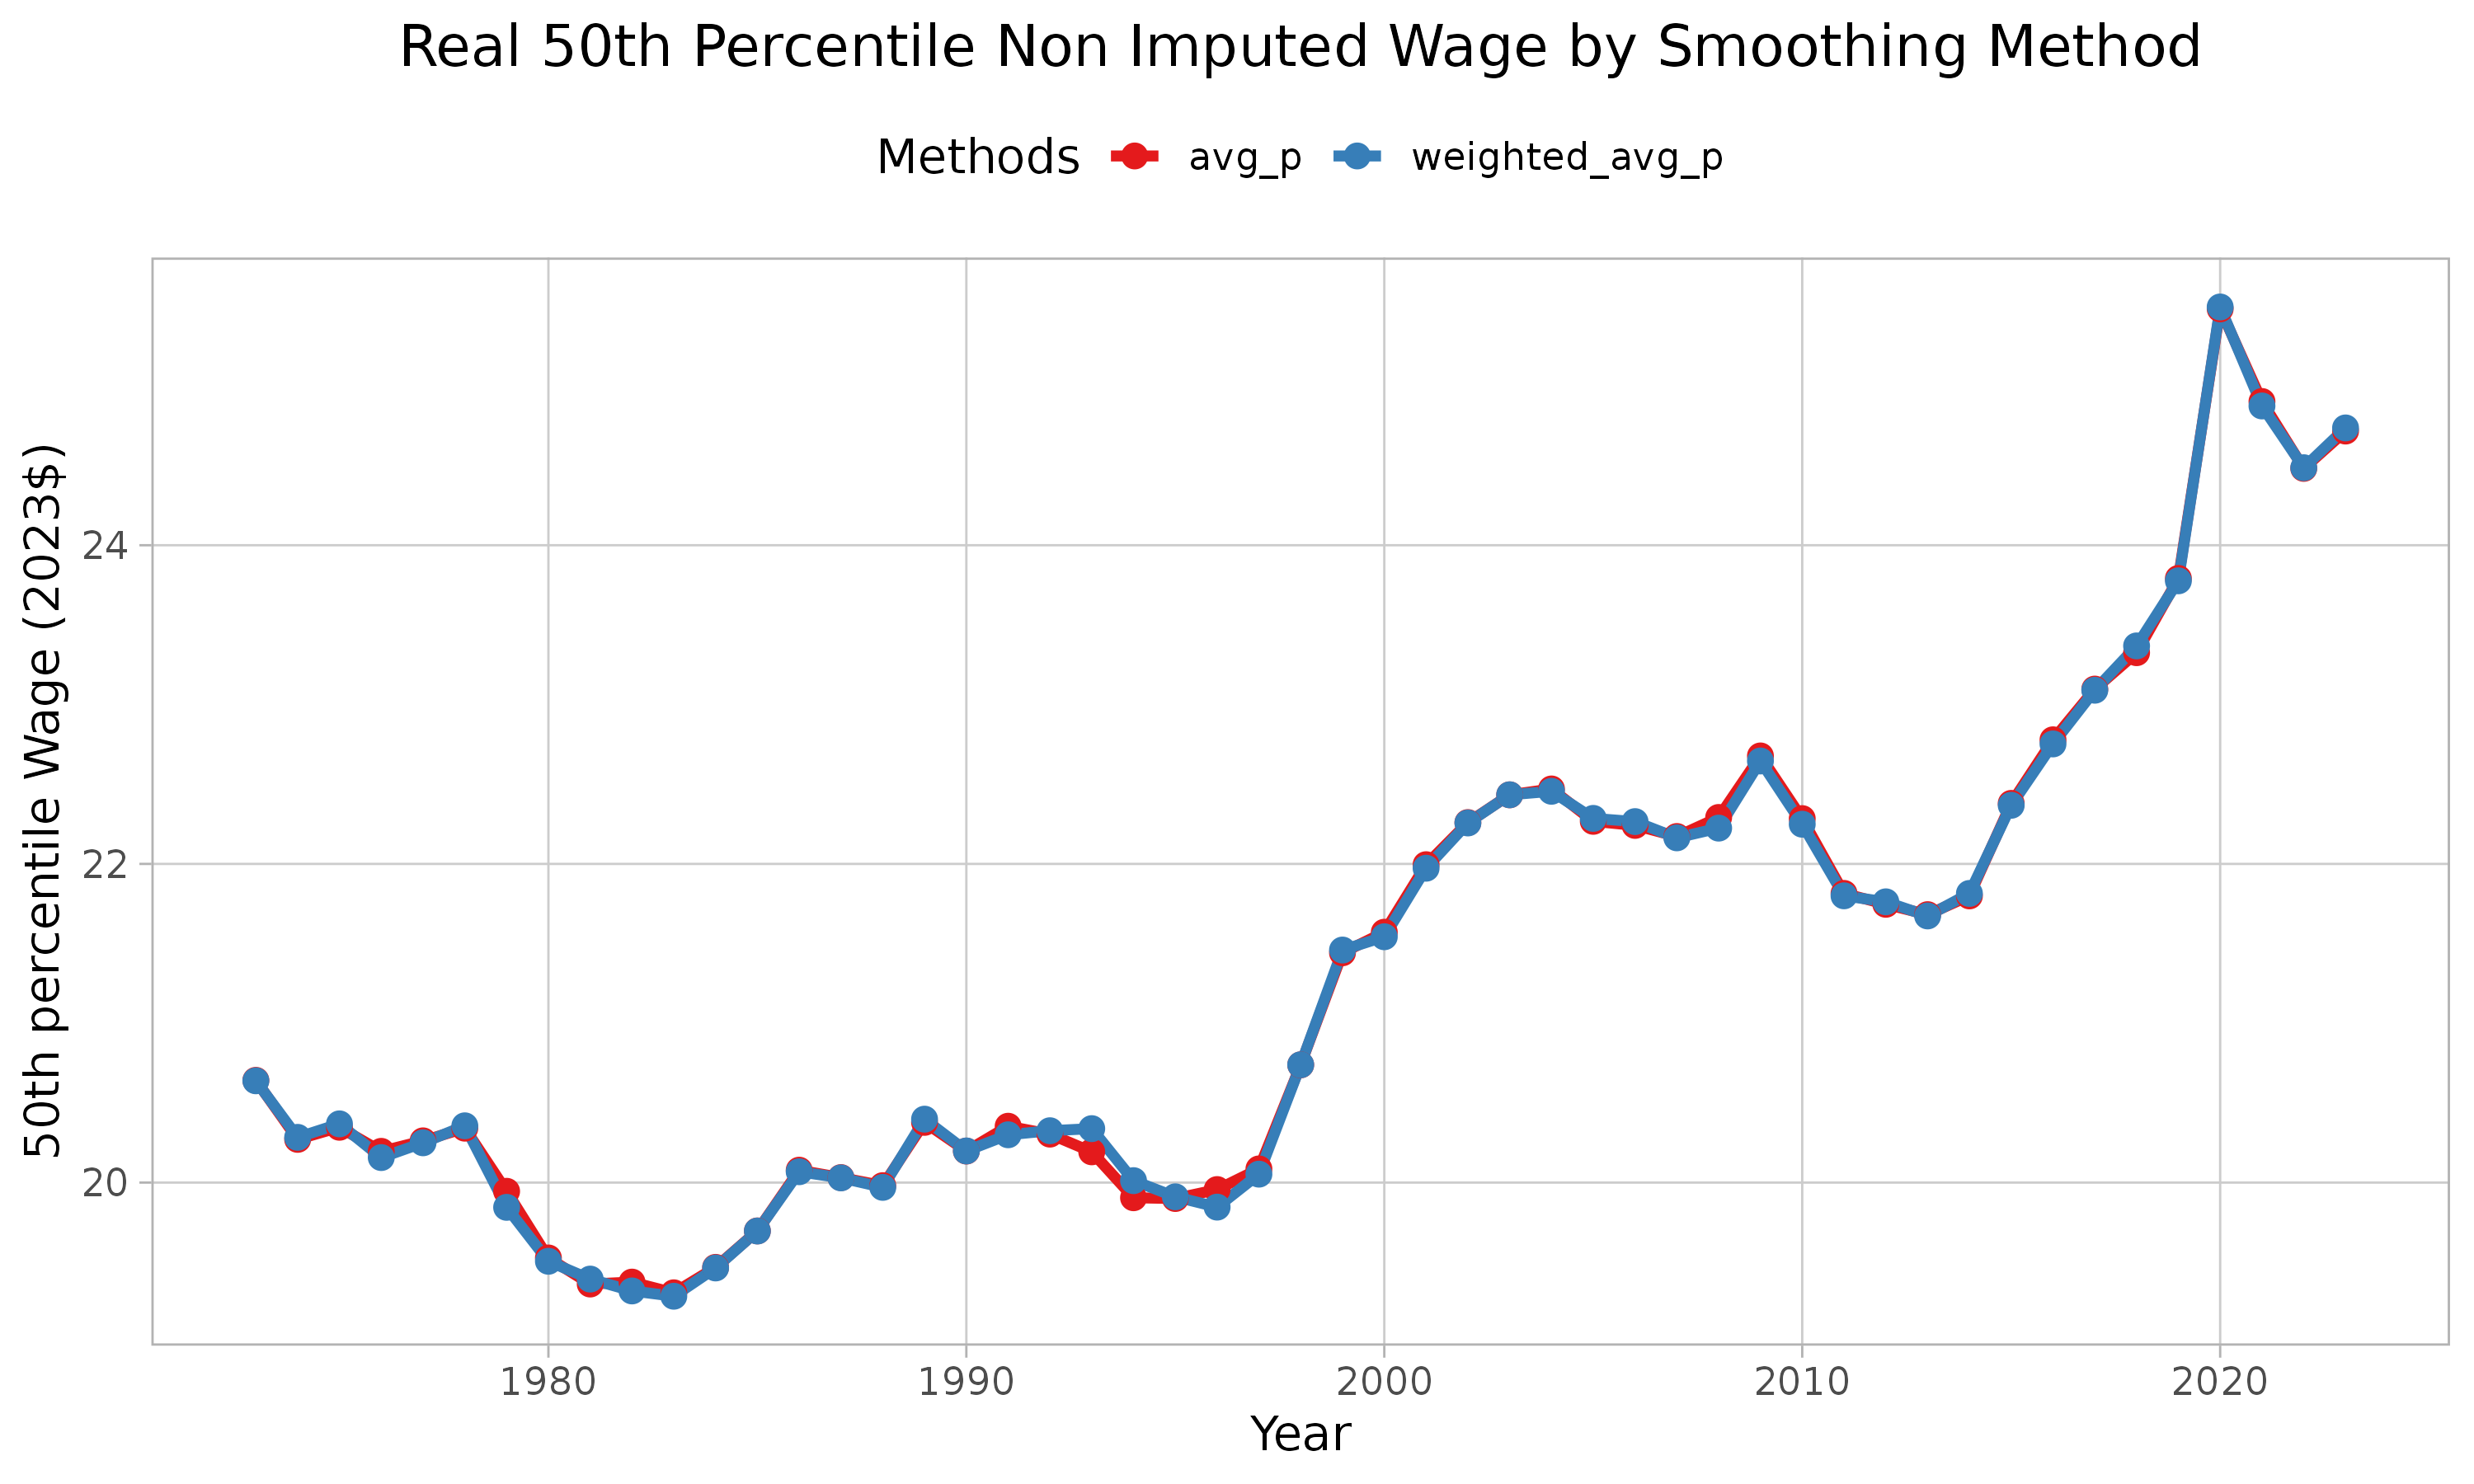 Real 50th Percentile Non Imputed Wage by Smoothing Method
Methods avg_p weighted_avg_p
50th percentile Wage (2023$)
24
22
20
1980 1990 2000 2010 2020
Year